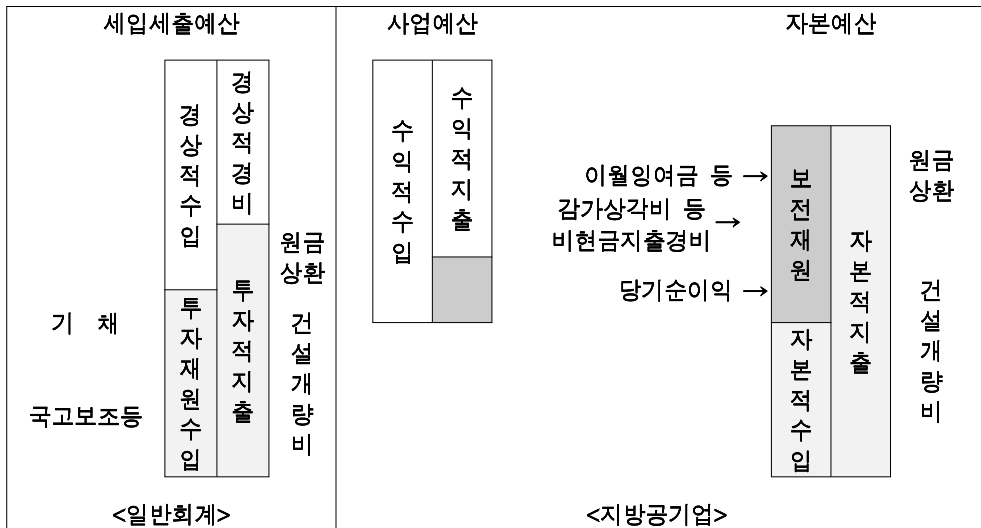 세입세출예산
사업예산
자본예산
경상적수입
경상적경비
투자재원수입
투자적지출
원금
상환
건설개량비
기 채
국고보조등
<일반회계>
수익적수입
수익적지출
이월잉여금 등 →
감가상각비 등
비현금지출경비 →
당기순이익 →
보전재원
자본적수입
자본적지출
원금
상환
건설개량비
<지방공기업>